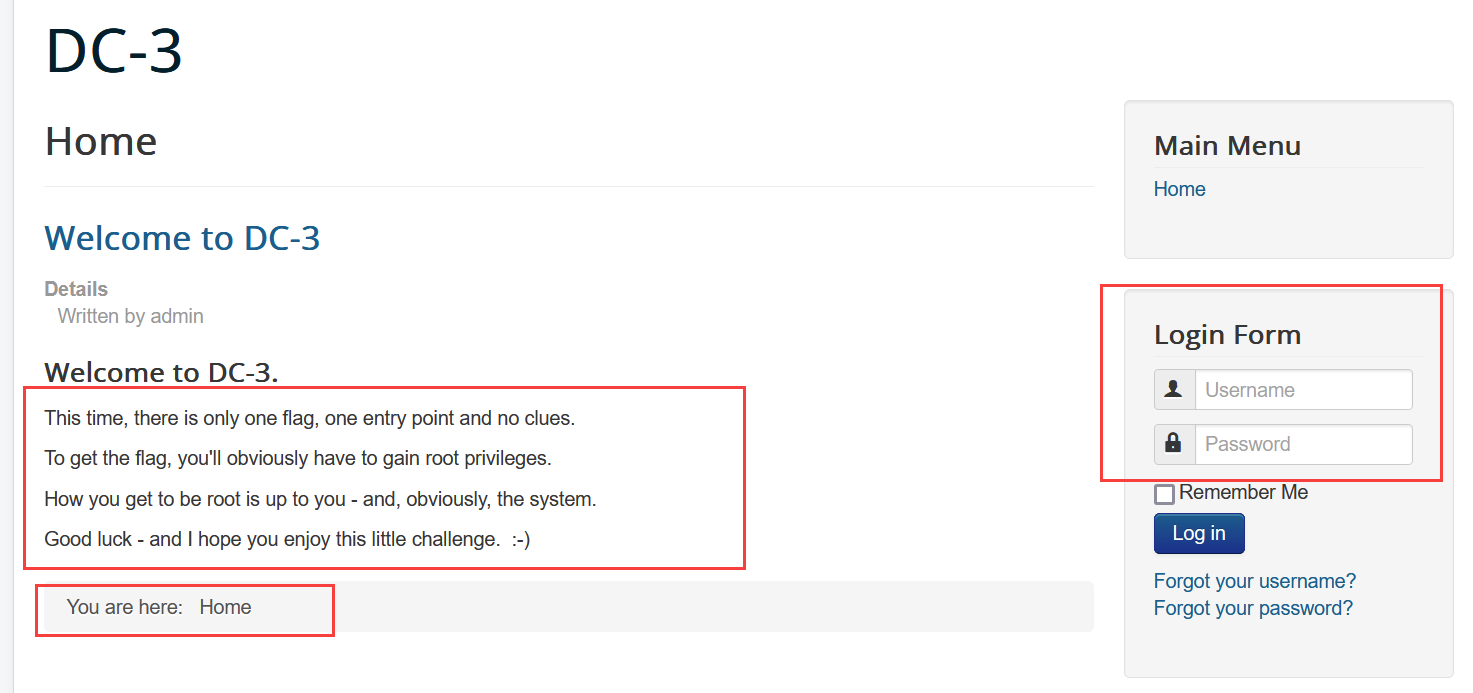 DC-3
Home
Welcome to DC-3
Details
Written by admin
Welcome to DC-3.
This time, there is only one flag, one entry point and no clues.
To get the flag, you'll obviously have to gain root privileges.
How you get to be root is up to you - and, obviously, the system.
Good luck - and I hope you enjoy this little challenge.  :-)
You are here:   Home
Main Menu
Home
Login Form
Username
Password
Remember Me
Log in
Forgot your username?
Forgot your password?